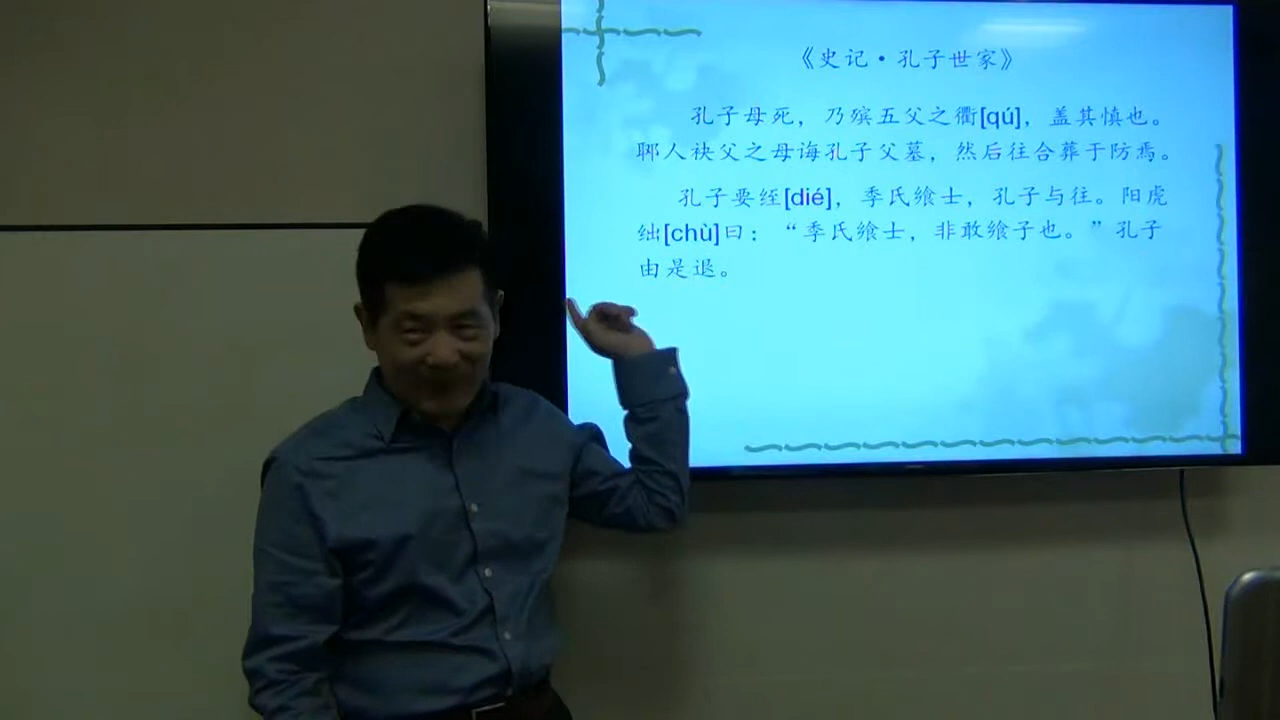 《史记·孔子世家》
孔子母死，乃殡五父之衢[qú]，盖其慎也。
郰人袂父之母诲孔子父墓，然后往合葬于防焉。
孔子要绖[dié]，季氏飨士，孔子与往。阳虎
绌[chù]曰：“季氏飨士，非敢飨子也。”孔子
由是退。